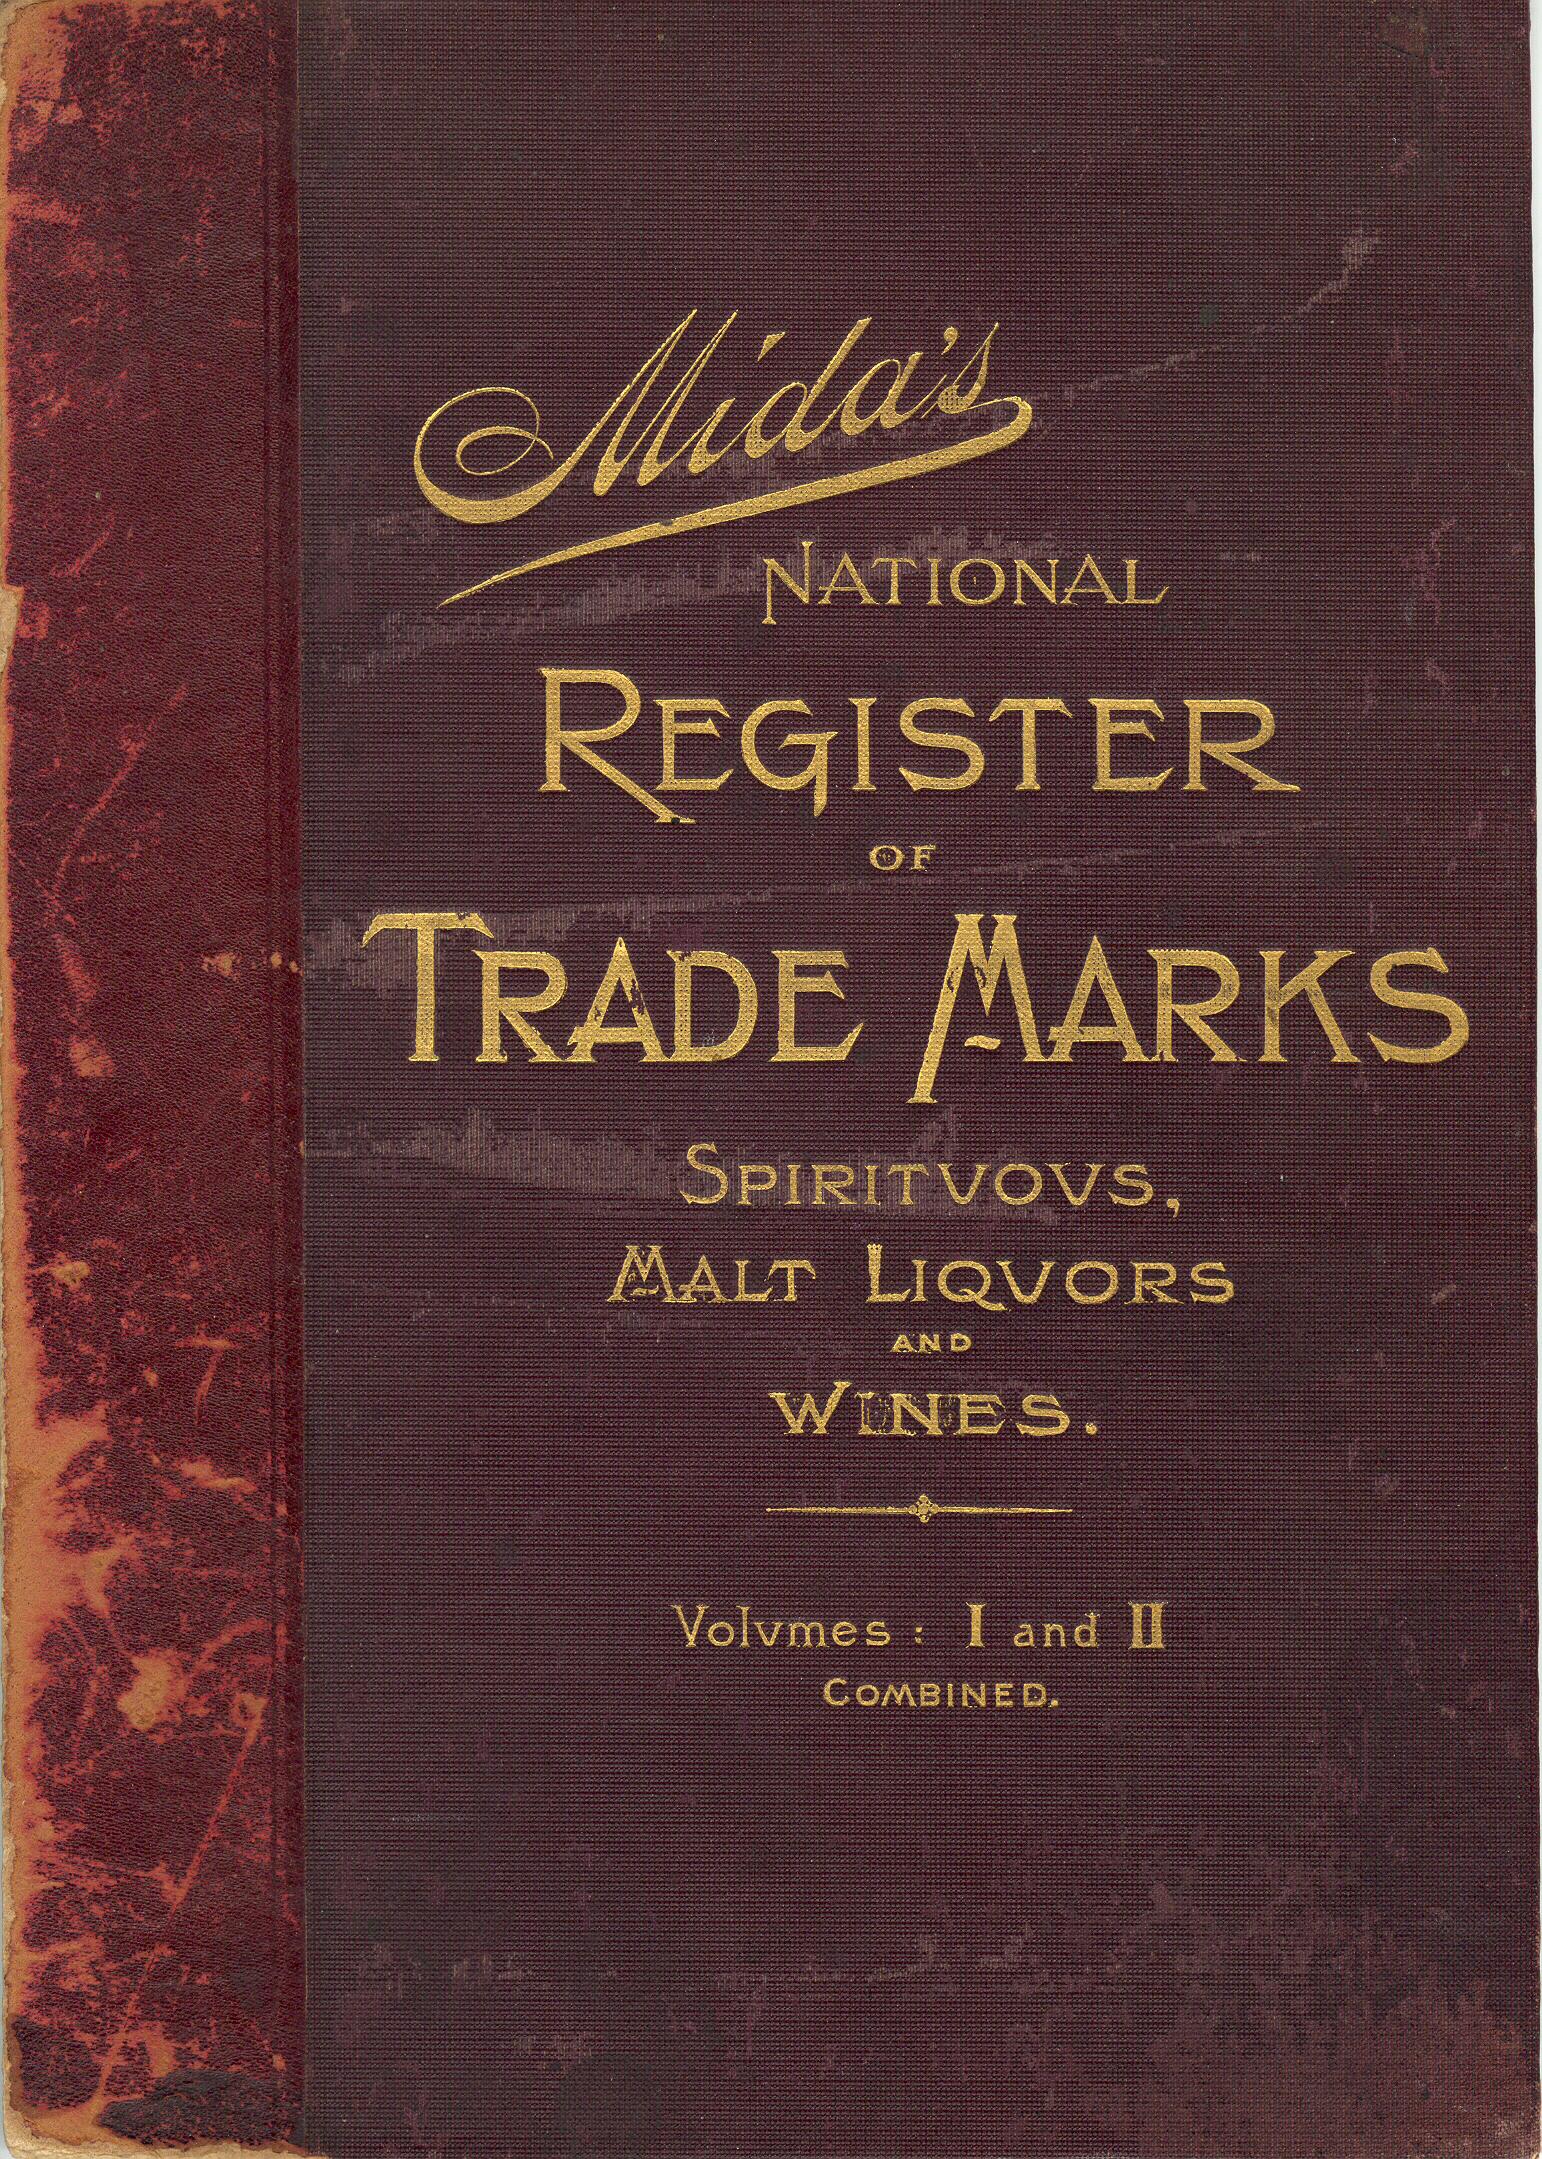 Mida's
NATIONAL
REGISTER
OF
TRADE MARKS
SPIRITVOVS,
MALT LIQVORS
AND
WINES.
Volvmes: I and II
COMBINED.